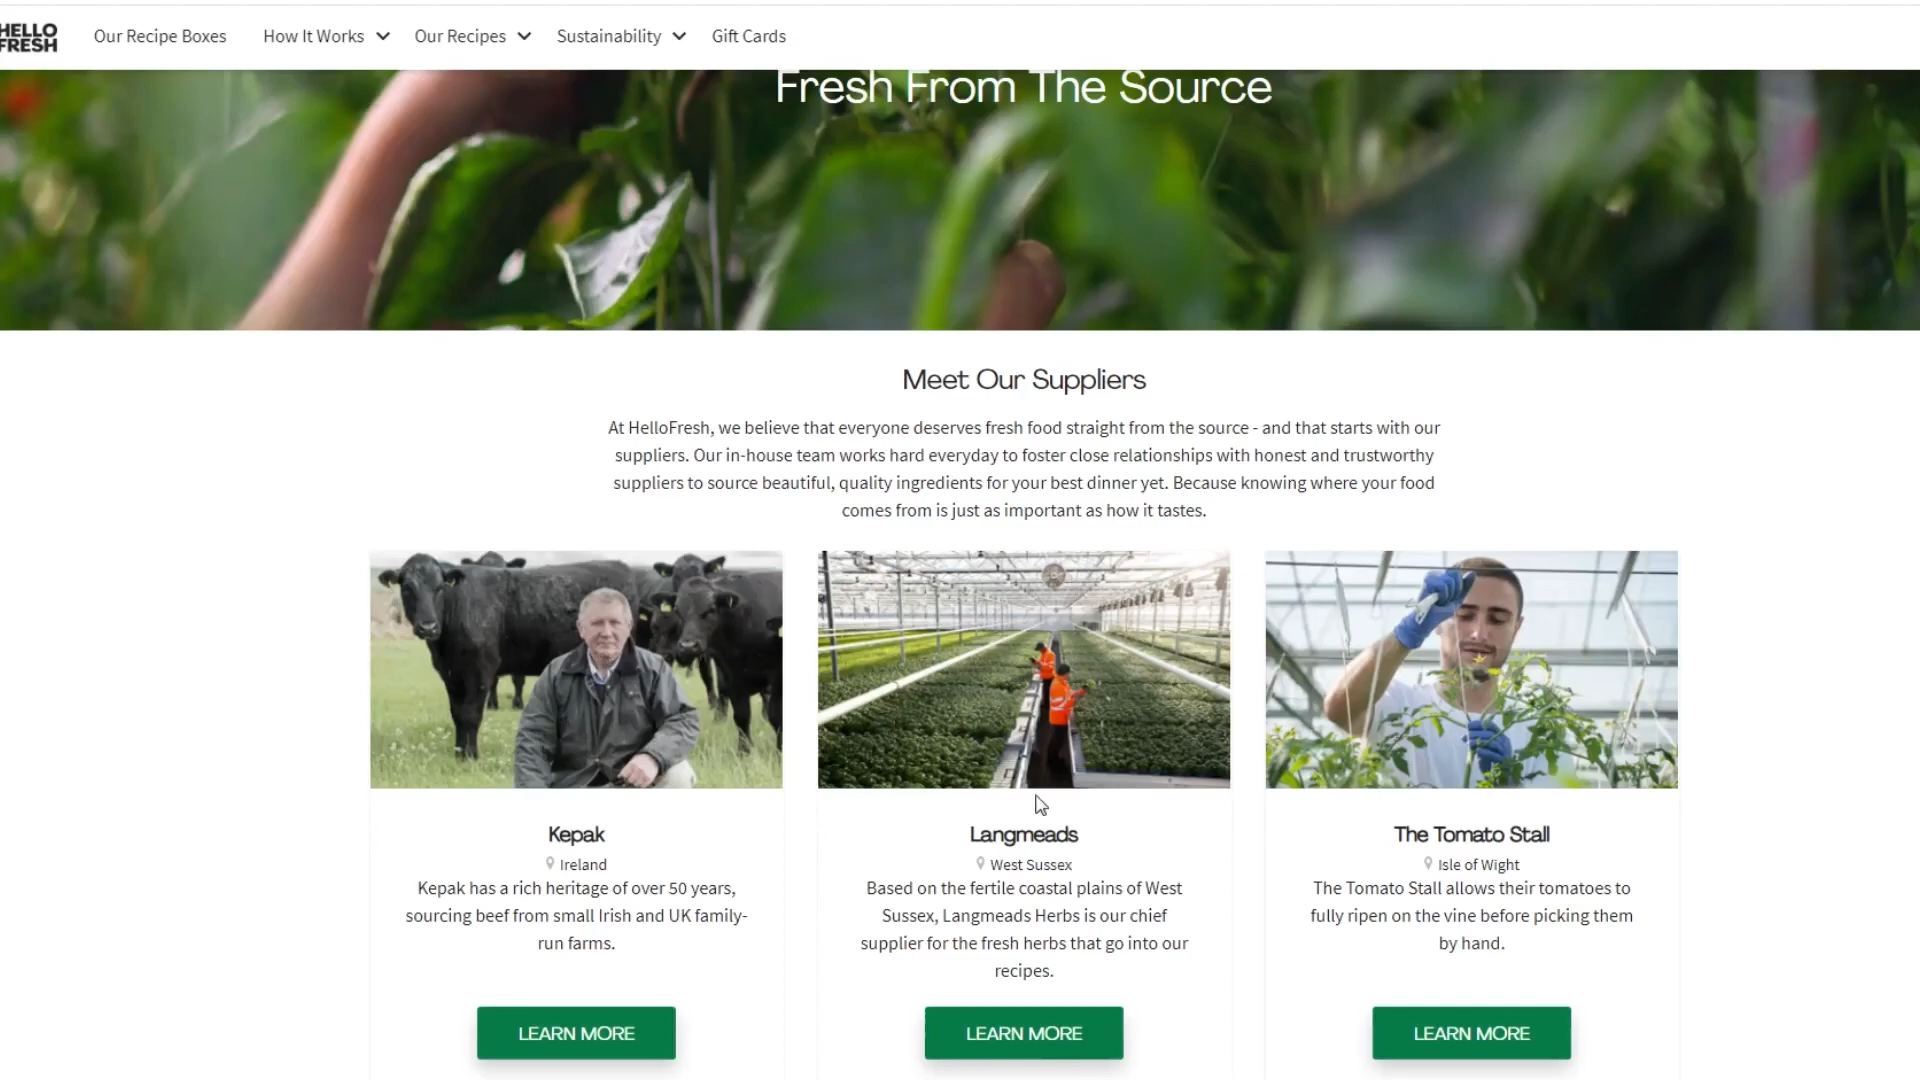 HELLO
FRESH
Our Recipe Boxes
How It Works
Our Recipes
Sustainability
Gift Cards
Fresh From The Source
Meet Our Suppliers
At HelloFresh, we believe that everyone deserves fresh food straight from the source - and that starts with our
suppliers. Our in-house team works hard everyday to foster close relationships with honest and trustworthy
suppliers to source beautiful, quality ingredients for your best dinner yet. Because knowing where your food
comes from is just as important as how it tastes.
Kepak
Ireland
Kepak has a rich heritage of over 50 years,
sourcing beef from small Irish and UK family-
run farms.
LEARN MORE
Langmeads
West Sussex
Based on the fertile coastal plains of West
Sussex, Langmeads Herbs is our chief
supplier for the fresh herbs that go into our
recipes.
LEARN MORE
The Tomato Stall
Isle of Wight
The Tomato Stall allows their tomatoes to
fully ripen on the vine before picking them
by hand.
LEARN MORE